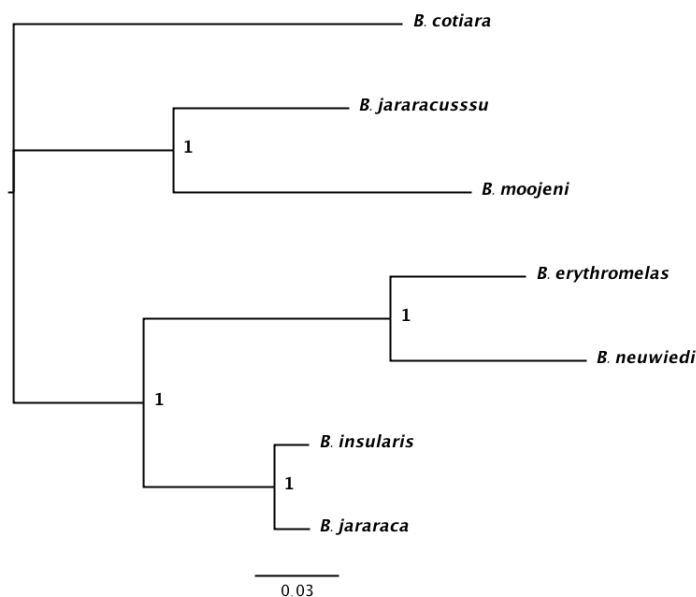 B. cotiara
B. jararacusssu
1
B. moojeni
B. erythromelas
1
B. neuwiedi
1
B. insularis
1
B. jararaca
0.03